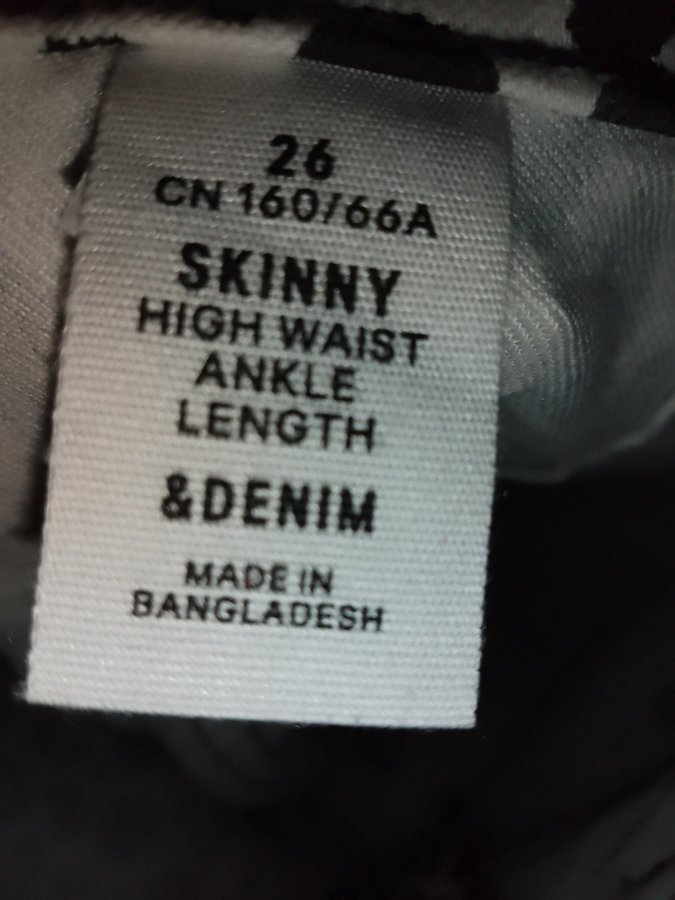 26
CN 160/66A
SKINNY
HIGH WAIST
ANKLE
LENGTH
&DENIM
MADE IN
BANGLADESH